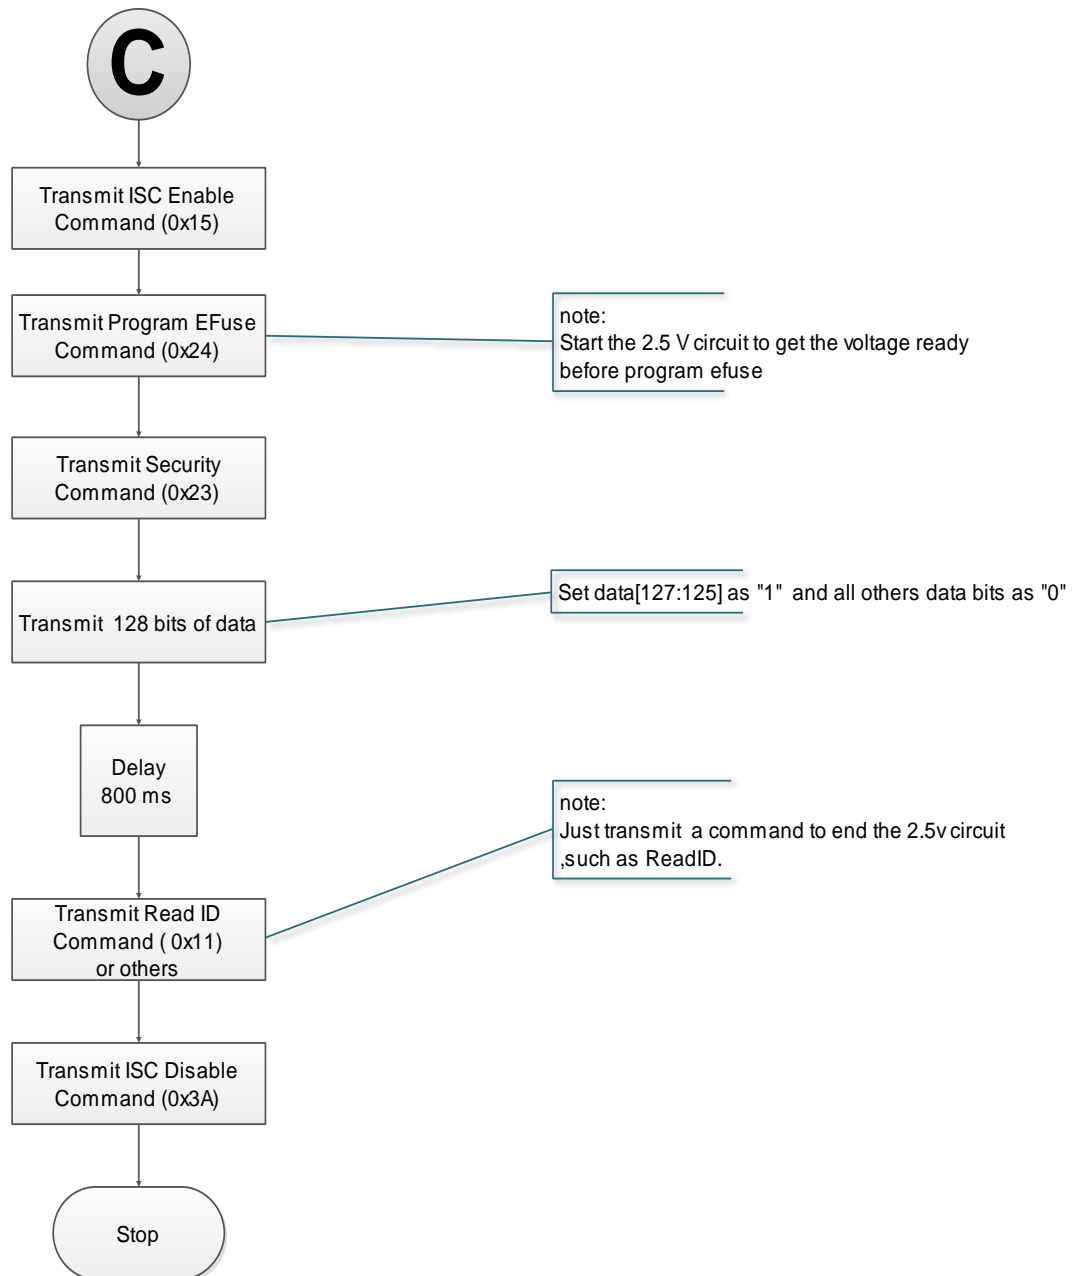 C
Transmit ISC Enable
Command (0x15)
Transmit Program EFuse
Command (0x24)
note:
Start the 2.5 V circuit to get the voltage ready
before program efuse
Transmit Security
Command (0x23)
Transmit 128 bits of data
Set data[127:125] as "1" and all others data bits as "0"
Delay
800 ms
note:
Just transmit a command to end the 2.5v circuit
,such as ReadID.
Transmit Read ID
Command ( 0x11)
or others
Transmit ISC Disable
Command (0x3A)
Stop